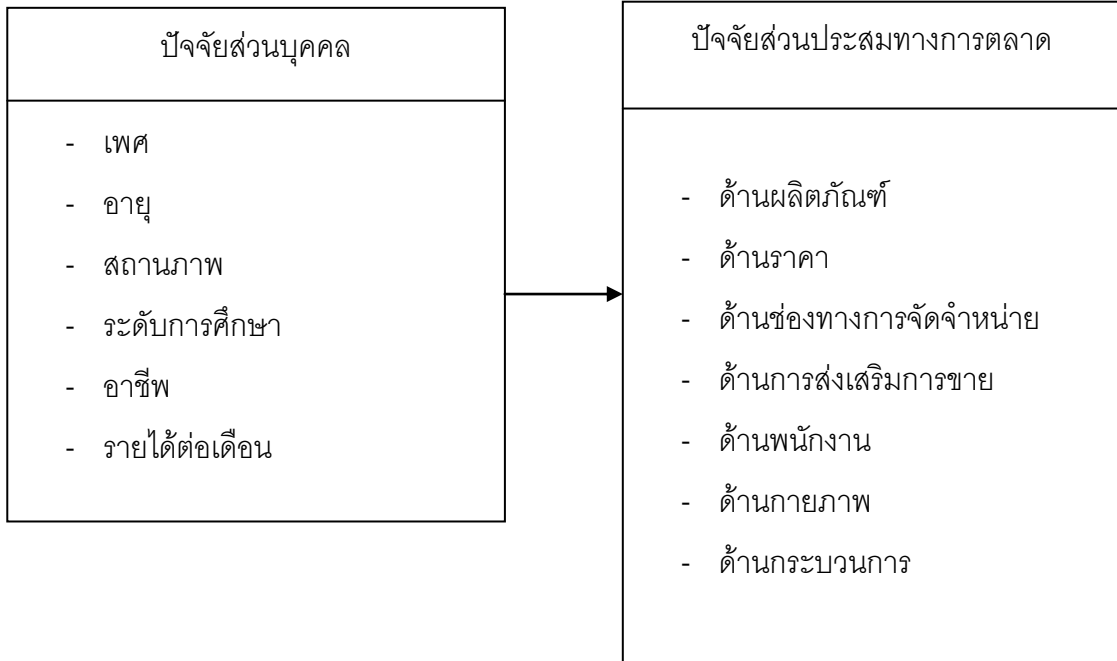 ปัจจัยส่วนบุคคล
- เพศ
- อายุ
- สถานภาพ
- ระดับการศึกษา
- อาชีพ
- รายได้ต่อเดือน
ปัจจัยส่วนประสมทางการตลาด
- ด้านผลิตภัณฑ์
- ด้านราคา
- ด้านช่องทางการจัดจำหน่าย
- ด้านการส่งเสริมการขาย
- ด้านพนักงาน
- ด้านกายภาพ
- ด้านกระบวนการ